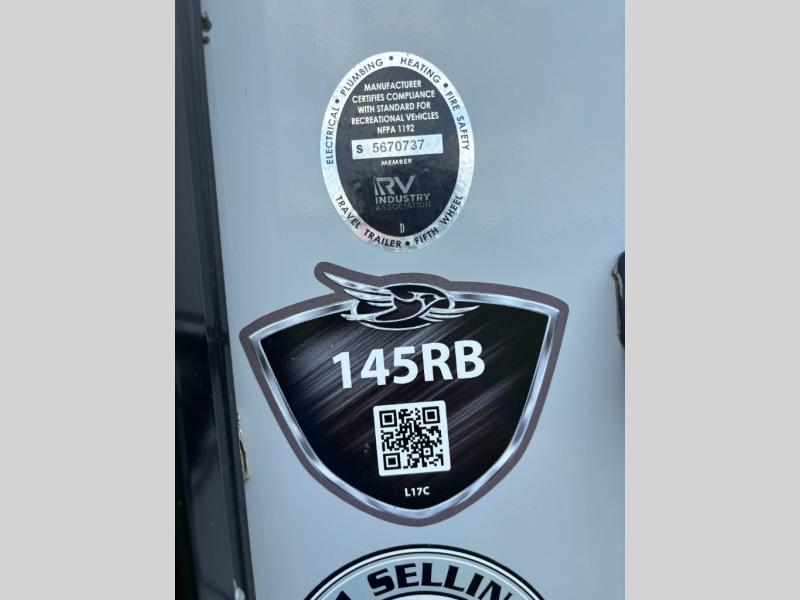 ELECTRICAL • PLUMBING • HEATING • FIRE SAFETY
MANUFACTURER
CERTIFIES COMPLIANCE
WITH STANDARD FOR
RECREATIONAL VEHICLES
NFPA 1192
S 5670737
MEMBER
RV
INDUSTRY
ASSOCIATION
D
TRAVEL TRAILER • FIFTH WHEEL
145RB
L17C
SELLIN